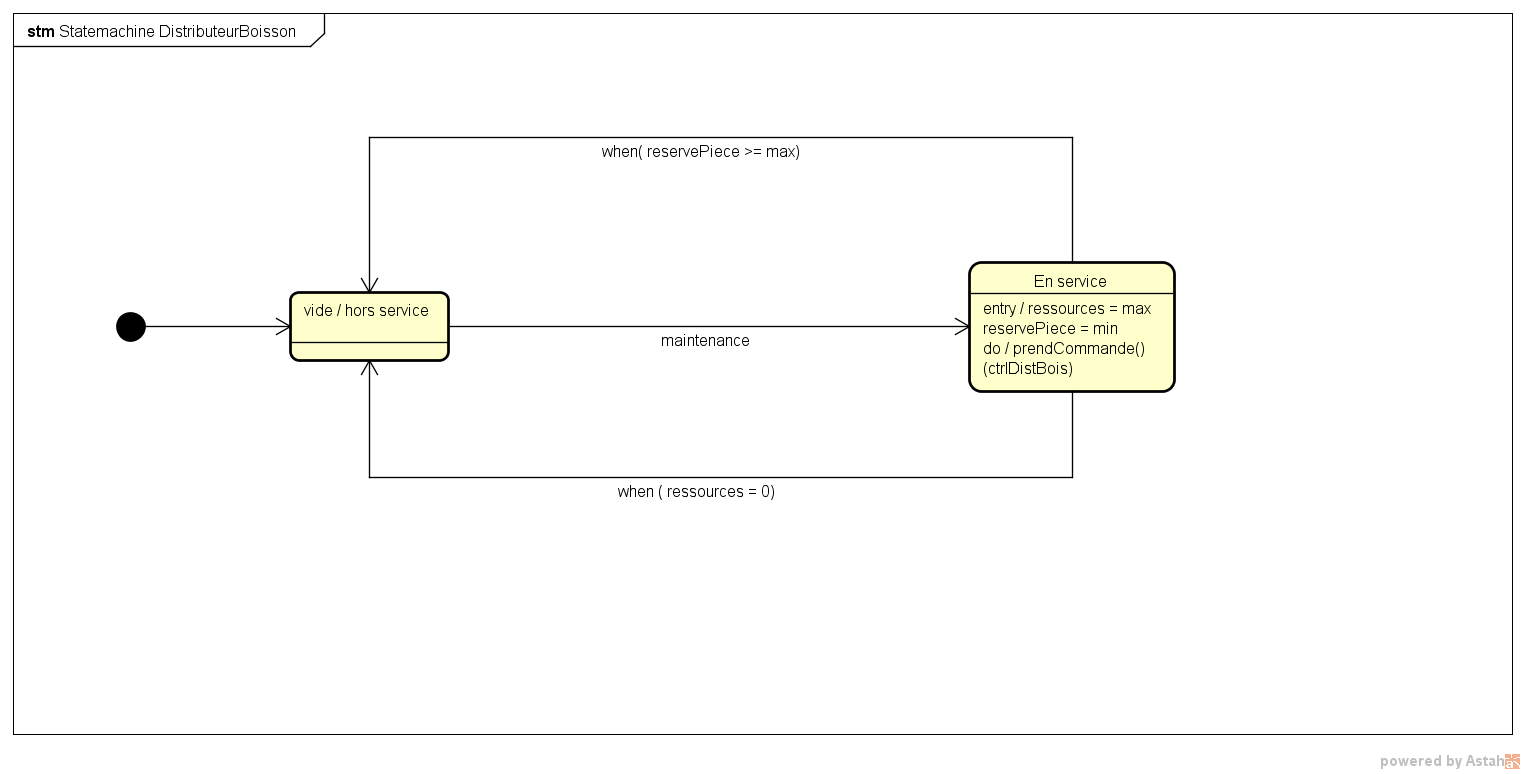 stm Statemachine DistributeurBoisson
when( reservePiece >= max)
vide / hors service
maintenance
En service
entry / ressources = max
reservePiece = min
do / prendCommande()
(ctrlDistBois)
when ( ressources = 0)
powered by Astah